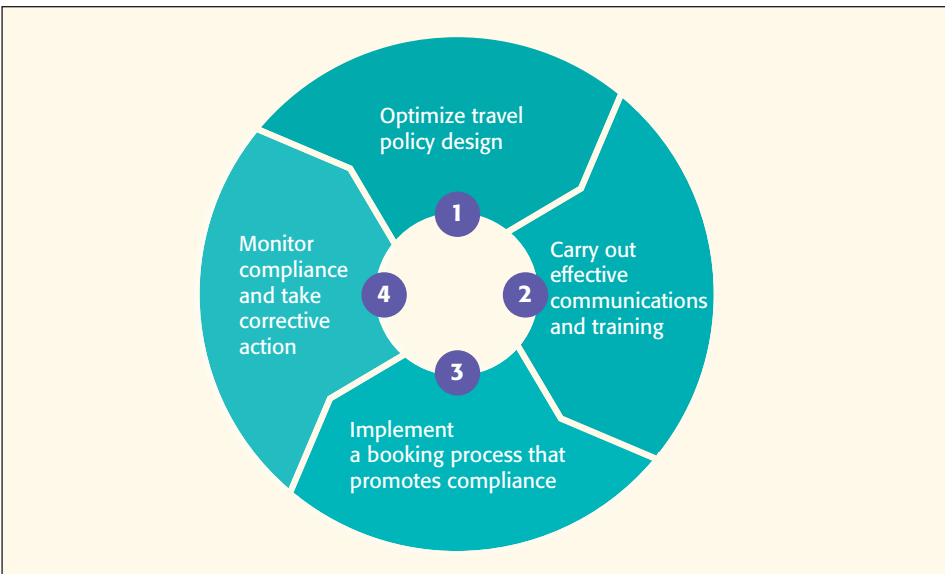 1
Optimize travel
policy design
2
Carry out
effective
communications
and training
3
Implement
a booking process that
promotes compliance
4
Monitor
compliance
and take
corrective
action